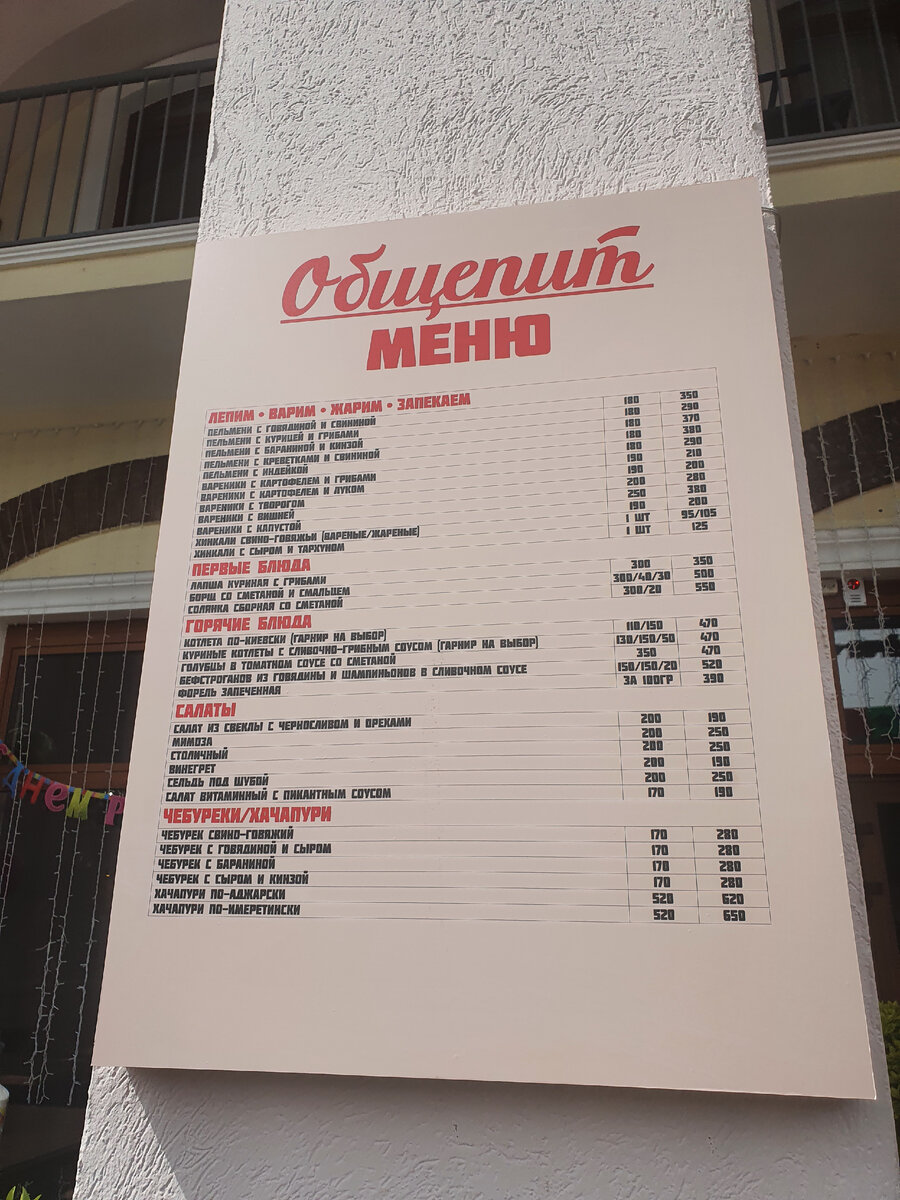 Общепит
МЕНЮ
ЛЕПИМ • ВАРИМ • ЖАРИМ • ЗАПЕКАЕМ
ПЕЛЬМЕНИ С ГОВЯДИНОЙ И СВИНИНОЙ 180 350
ПЕЛЬМЕНИ С КУРИЦЕЙ И ГРИБАМИ 180 290
ПЕЛЬМЕНИ С БАРАНИНОЙ И КИНЗОЙ 180 370
ПЕЛЬМЕНИ С КРЕВЕТКАМИ И СВИНИНОЙ 180 380
ПЕЛЬМЕНИ С ИНДЕЙКОЙ 180 290
ВАРЕНИКИ С КАРТОФЕЛЕМ И ГРИБАМИ 190 210
ВАРЕНИКИ С КАРТОФЕЛЕМ И ЛУКОМ 190 200
ВАРЕНИКИ С ТВОРОГОМ 200 280
ВАРЕНИКИ С ВИШНЕЙ 250 380
ВАРЕНИКИ С КАПУСТОЙ 190 200
ХИНКАЛИ СВИНО-ГОВЯЖЬИ (ВАРЕНЫЕ/ЖАРЕНЫЕ) 1 ШТ 95/105
ХИНКАЛИ С СЫРОМ И ТАРХУНОМ 1 ШТ 125
ПЕРВЫЕ БЛЮДА
ЛАПША КУРИНАЯ С ГРИБАМИ 300 350
БОРЩ СО СМЕТАНОЙ И СМАЛЬЦЕМ 300/40/30 500
СОЛЯНКА СБОРНАЯ СО СМЕТАНОЙ 300/20 550
ГОРЯЧИЕ БЛЮДА
КОТЛЕТА ПО-КИЕВСКИ (ГАРНИР НА ВЫБОР) 110/150 470
КУРИНЫЕ КОТЛЕТЫ С СЛИВОЧНО-ГРИБНЫМ СОУСОМ (ГАРНИР НА ВЫБОР) 130/150/50 470
ГОЛУБЦЫ В ТОМАТНОМ СОУСЕ СО СМЕТАНОЙ 350 470
БЕФСТРОГАНОВ ИЗ ГОВЯДИНЫ И ШАМПИНЬОНОВ В СЛИВОЧНОМ СОУСЕ 150/150/20 520
ФОРЕЛЬ ЗАПЕЧЕННАЯ ЗА 100ГР 390
САЛАТЫ
САЛАТ ИЗ СВЕКЛЫ С ЧЕРНОСЛИВОМ И ОРЕХАМИ 200 190
МИМОЗА 200 250
СТОЛИЧНЫЙ 200 250
ВИНЕГРЕТ 200 190
СЕЛЬДЬ ПОД ШУБОЙ 200 250
САЛАТ ВИТАМИННЫЙ С ПИКАНТНЫМ СОУСОМ 170 190
ЧЕБУРЕКИ/ХАЧАПУРИ
ЧЕБУРЕК СВИНО-ГОВЯЖИЙ 170 280
ЧЕБУРЕК С ГОВЯДИНОЙ И СЫРОМ 170 280
ЧЕБУРЕК С БАРАНИНОЙ 170 280
ЧЕБУРЕК С СЫРОМ И КИНЗОЙ 170 280
ХАЧАПУРИ ПО-АДЖАРСКИ 520 620
ХАЧАПУРИ ПО-ИМЕРЕТИНСКИ 520 650
ДНЕМ Р